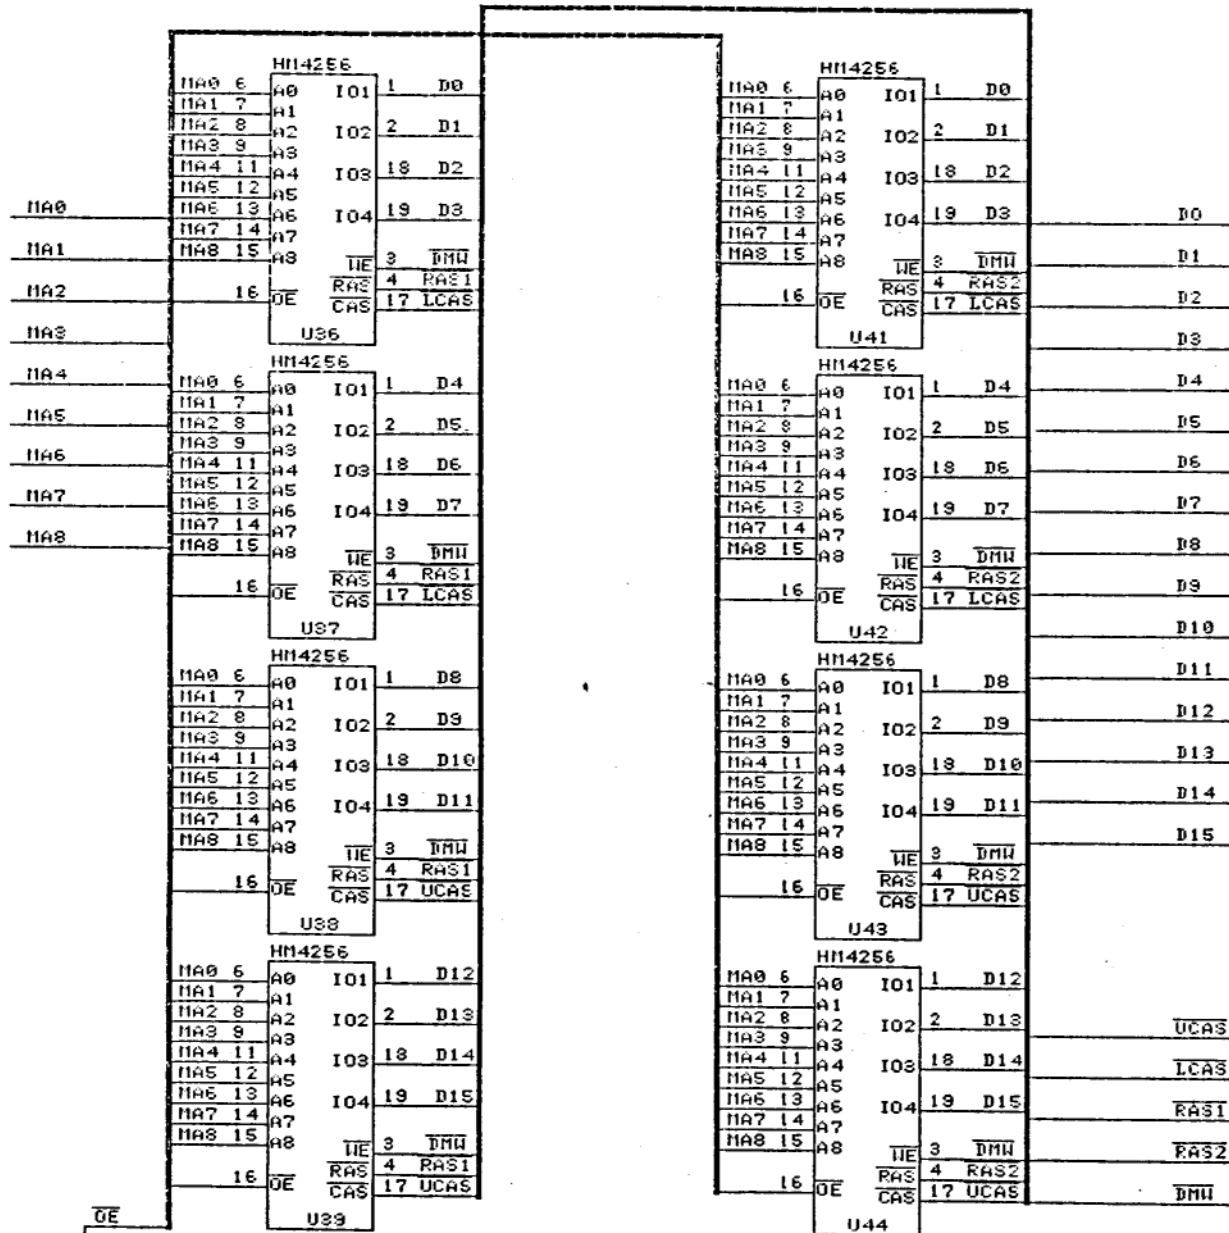 MA0
MA1
MA2
MA3
MA4
MA5
MA6
MA7
MA8
OE
HM4256
MA0 6 A0 IO1 1 D0
MA1 7 A1
MA2 8 A2 IO2 2 D1
MA3 9 A3
MA4 11 A4 IO3 18 D2
MA5 12 A5
MA6 13 A6 IO4 19 D3
MA7 14 A7
MA8 15 A8 WE 3 DMW
RAS 4 RAS1
16 OE CAS 17 LCAS
U36
HM4256
MA0 6 A0 IO1 1 D4
MA1 7 A1
MA2 8 A2 IO2 2 D5
MA3 9 A3
MA4 11 A4 IO3 18 D6
MA5 12 A5
MA6 13 A6 IO4 19 D7
MA7 14 A7
MA8 15 A8 WE 3 DMW
RAS 4 RAS1
16 OE CAS 17 LCAS
U37
HM4256
MA0 6 A0 IO1 1 D8
MA1 7 A1
MA2 8 A2 IO2 2 D9
MA3 9 A3
MA4 11 A4 IO3 18 D10
MA5 12 A5
MA6 13 A6 IO4 19 D11
MA7 14 A7
MA8 15 A8 WE 3 DMW
RAS 4 RAS1
16 OE CAS 17 UCAS
U38
HM4256
MA0 6 A0 IO1 1 D12
MA1 7 A1
MA2 8 A2 IO2 2 D13
MA3 9 A3
MA4 11 A4 IO3 18 D14
MA5 12 A5
MA6 13 A6 IO4 19 D15
MA7 14 A7
MA8 15 A8 WE 3 DMW
RAS 4 RAS1
16 OE CAS 17 UCAS
U39
HM4256
MA0 6 A0 IO1 1 D0
MA1 7 A1
MA2 8 A2 IO2 2 D1
MA3 9 A3
MA4 11 A4 IO3 18 D2
MA5 12 A5
MA6 13 A6 IO4 19 D3
MA7 14 A7
MA8 15 A8 WE 3 DMW
RAS 4 RAS2
16 OE CAS 17 LCAS
U41
HM4256
MA0 6 A0 IO1 1 D4
MA1 7 A1
MA2 8 A2 IO2 2 D5
MA3 9 A3
MA4 11 A4 IO3 18 D6
MA5 12 A5
MA6 13 A6 IO4 19 D7
MA7 14 A7
MA8 15 A8 WE 3 DMW
RAS 4 RAS2
16 OE CAS 17 LCAS
U42
HM4256
MA0 6 A0 IO1 1 D8
MA1 7 A1
MA2 8 A2 IO2 2 D9
MA3 9 A3
MA4 11 A4 IO3 18 D10
MA5 12 A5
MA6 13 A6 IO4 19 D11
MA7 14 A7
MA8 15 A8 WE 3 DMW
RAS 4 RAS2
16 OE CAS 17 UCAS
U43
HM4256
MA0 6 A0 IO1 1 D12
MA1 7 A1
MA2 8 A2 IO2 2 D13
MA3 9 A3
MA4 11 A4 IO3 18 D14
MA5 12 A5
MA6 13 A6 IO4 19 D15
MA7 14 A7
MA8 15 A8 WE 3 DMW
RAS 4 RAS2
16 OE CAS 17 UCAS
U44
D0
D1
D2
D3
D4
D5
D6
D7
D8
D9
D10
D11
D12
D13
D14
D15
UCAS
LCAS
RAS1
RAS2
DMW